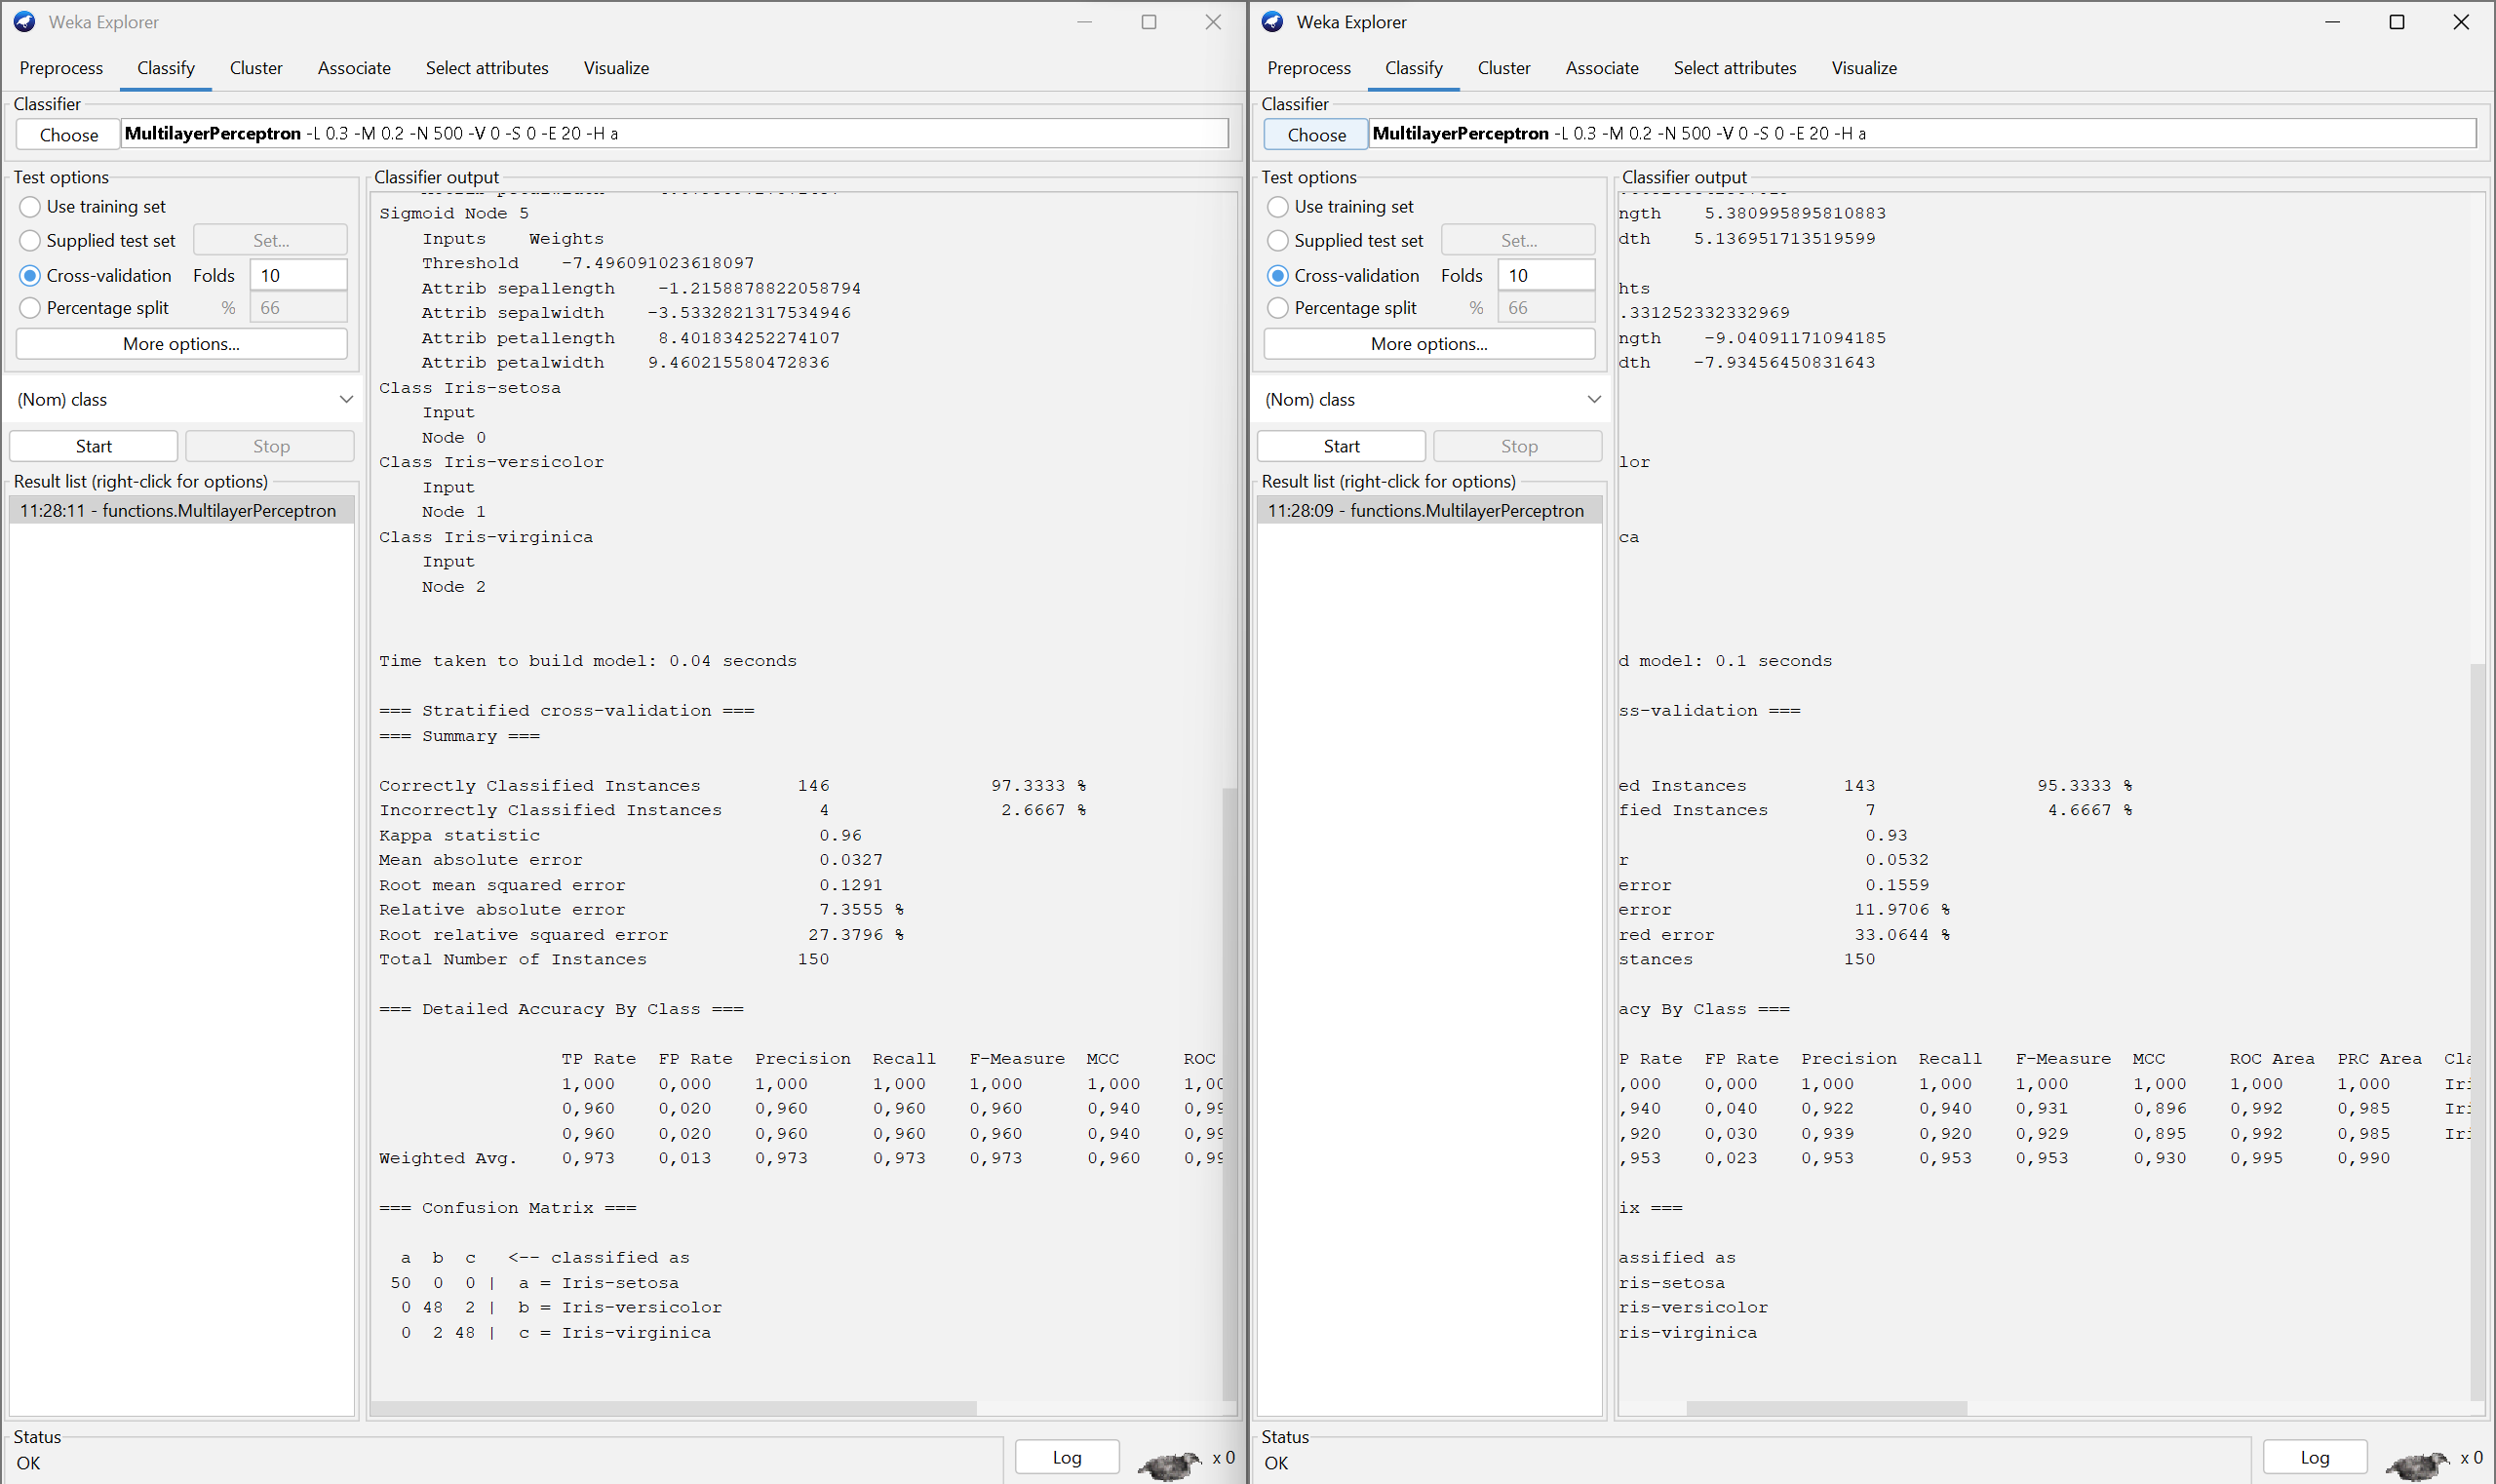 Weka Explorer
Preprocess Classify Cluster Associate Select attributes Visualize
Classifier
Choose MultilayerPerceptron -L 0.3 -M 0.2 -N 500 -V 0 -S 0 -E 20 -H a
Test options
Use training set
Supplied test set Set...
Cross-validation Folds 10
Percentage split % 66
More options...
(Nom) class
Start Stop
Result list (right-click for options)
11:28:11 - functions.MultilayerPerceptron
Classifier output
Sigmoid Node 5
Inputs Weights
Threshold -7.496091023618097
Attrib sepallength -1.2158878822058794
Attrib sepalwidth -3.5332821317534946
Attrib petallength 8.401834252274107
Attrib petalwidth 9.460215580472836
Class Iris-setosa
Input
Node 0
Class Iris-versicolor
Input
Node 1
Class Iris-virginica
Input
Node 2
Time taken to build model: 0.04 seconds
=== Stratified cross-validation ===
=== Summary ===
Correctly Classified Instances 146 97.3333 %
Incorrectly Classified Instances 4 2.6667 %
Kappa statistic 0.96
Mean absolute error 0.0327
Root mean squared error 0.1291
Relative absolute error 7.3555 %
Root relative squared error 27.3796 %
Total Number of Instances 150
=== Detailed Accuracy By Class ===
TP Rate FP Rate Precision Recall F-Measure MCC ROC
1,000 0,000 1,000 1,000 1,000 1,000 1,00
0,960 0,020 0,960 0,960 0,960 0,940 0,99
0,960 0,020 0,960 0,960 0,960 0,940 0,99
Weighted Avg. 0,973 0,013 0,973 0,973 0,973 0,960 0,99
=== Confusion Matrix ===
a b c <-- classified as
50 0 0 | a = Iris-setosa
0 48 2 | b = Iris-versicolor
0 2 48 | c = Iris-virginica
Status
OK
Log
x 0
Weka Explorer
Preprocess Classify Cluster Associate Select attributes Visualize
Classifier
Choose MultilayerPerceptron -L 0.3 -M 0.2 -N 500 -V 0 -S 0 -E 20 -H a
Test options
Use training set
Supplied test set Set...
Cross-validation Folds 10
Percentage split % 66
More options...
(Nom) class
Start Stop
Result list (right-click for options)
11:28:09 - functions.MultilayerPerceptron
Classifier output
ngth 5.380995895810883
dth 5.136951713519599
hts
.331252332332969
ngth -9.04091171094185
dth -7.93456450831643
lor
ca
d model: 0.1 seconds
ss-validation ===
ed Instances 143 95.3333 %
fied Instances 7 4.6667 %
0.93
r 0.0532
error 0.1559
error 11.9706 %
red error 33.0644 %
stances 150
acy By Class ===
P Rate FP Rate Precision Recall F-Measure MCC ROC Area PRC Area Cla
,000 0,000 1,000 1,000 1,000 1,000 1,000 1,000 Iri
,940 0,040 0,922 0,940 0,931 0,896 0,992 0,985 Iri
,920 0,030 0,939 0,920 0,929 0,895 0,992 0,985 Iri
,953 0,023 0,953 0,953 0,953 0,930 0,995 0,990
ix ===
assified as
ris-setosa
ris-versicolor
ris-virginica
Status
OK
Log
x 0